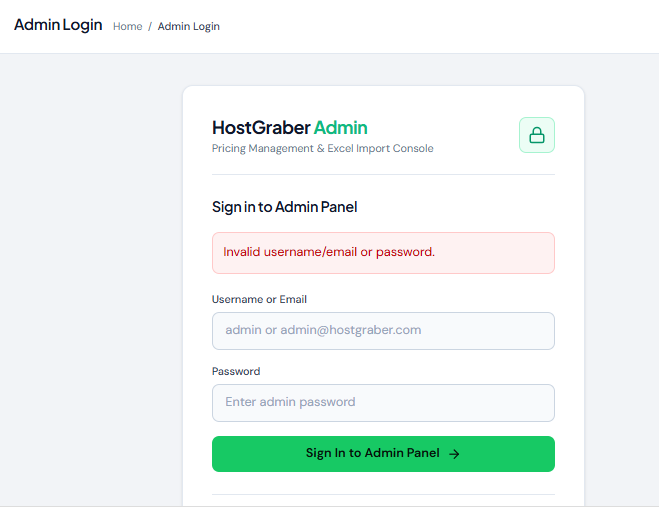 Admin Login Home / Admin Login
HostGraber Admin
Pricing Management & Excel Import Console
Sign in to Admin Panel
Invalid username/email or password.
Username or Email
admin or admin@hostgraber.com
Password
Enter admin password
Sign In to Admin Panel →